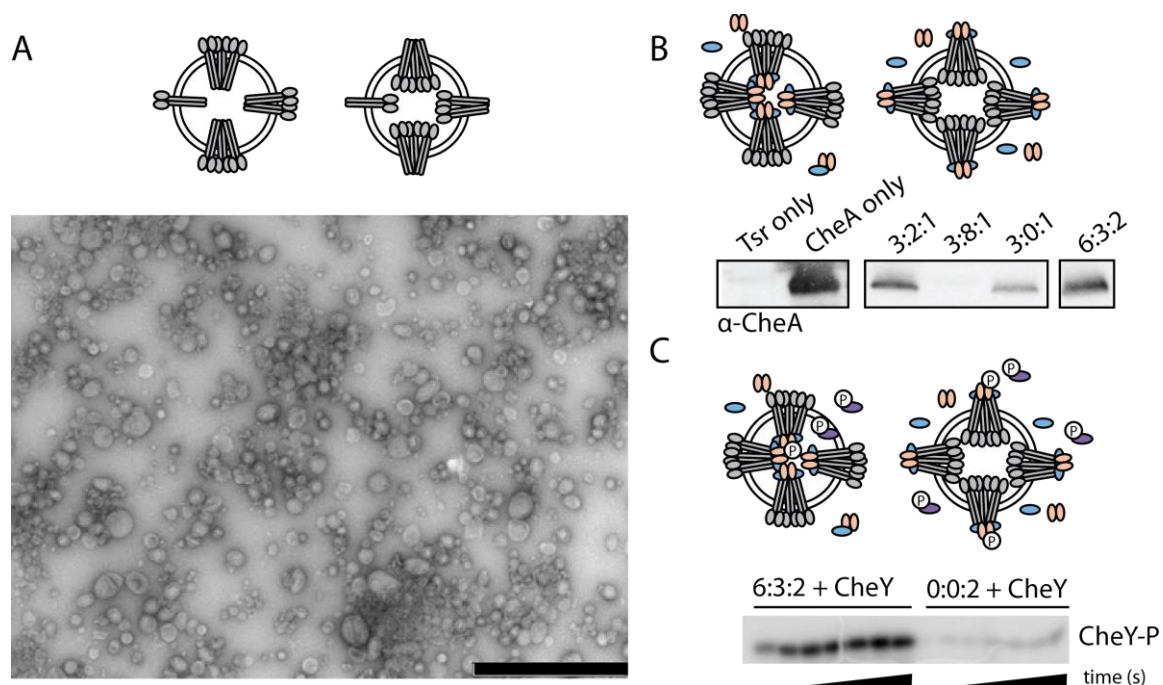 A
B
Tsr only
CheA only
3:2:1
3:8:1
3:0:1
6:3:2
α-CheA
C
P
P
P
P
P
P
P
P
6:3:2 + CheY
0:0:2 + CheY
CheY-P
time (s)